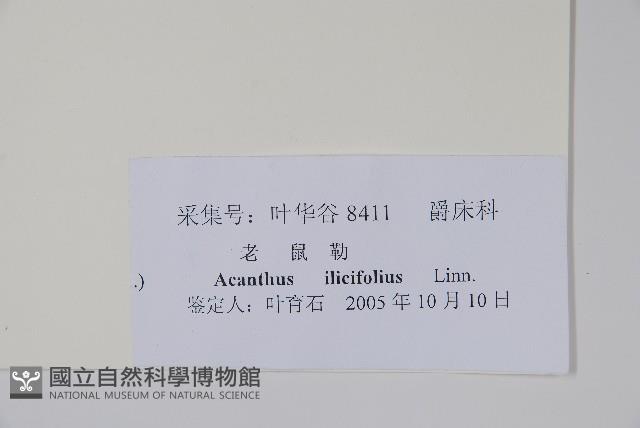 采集号：叶华谷 8411 爵床科
老 鼠 勒
.) Acanthus ilicifolius Linn.
鉴定人：叶育石 2005 年 10 月 10 日
國立自然科學博物館
NATIONAL MUSEUM OF NATURAL SCIENCE